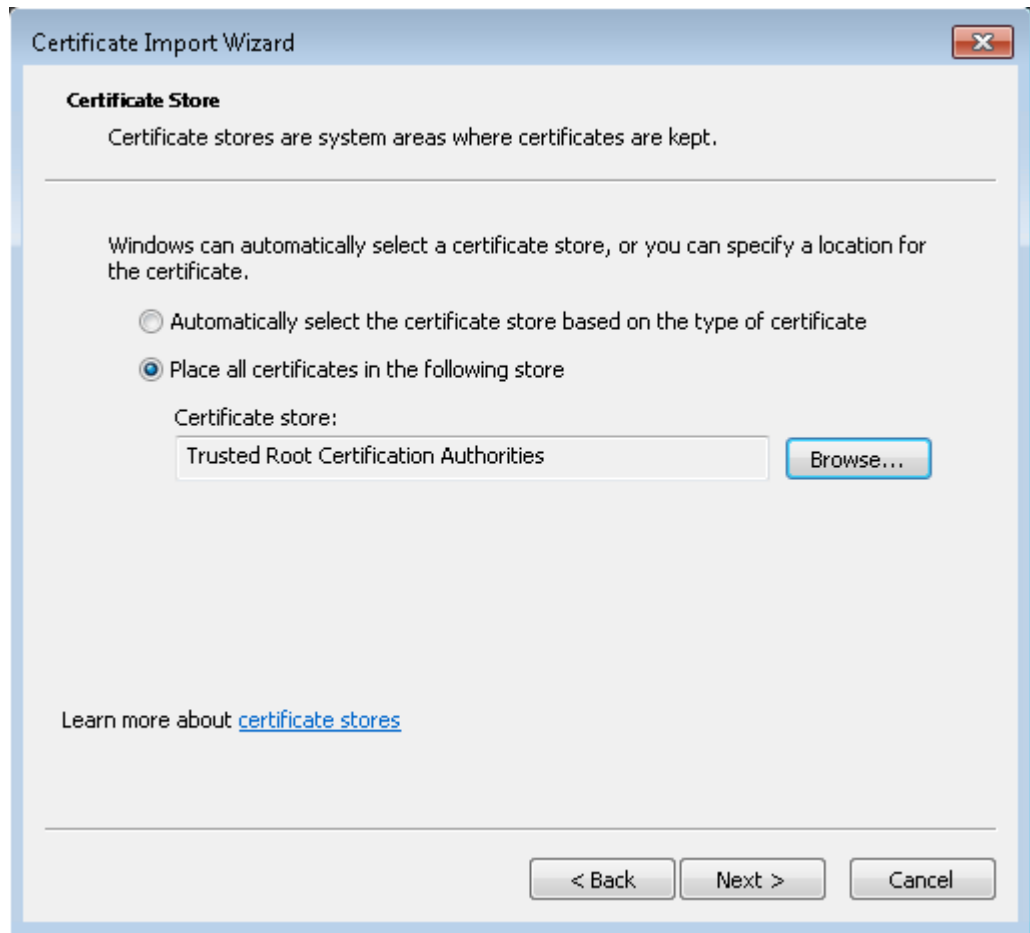 Certificate Import Wizard
Certificate Store
Certificate stores are system areas where certificates are kept.
Windows can automatically select a certificate store, or you can specify a location for
the certificate.
Automatically select the certificate store based on the type of certificate
Place all certificates in the following store
Certificate store:
Trusted Root Certification Authorities
Browse...
Learn more about certificate stores
< Back
Next >
Cancel